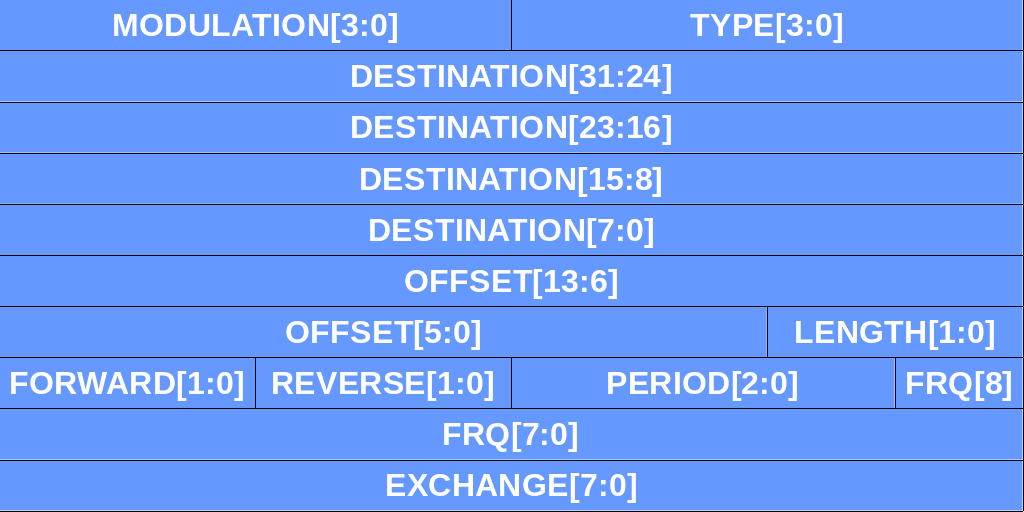 MODULATION[3:0] TYPE[3:0]
DESTINATION[31:24]
DESTINATION[23:16]
DESTINATION[15:8]
DESTINATION[7:0]
OFFSET[13:6]
OFFSET[5:0] LENGTH[1:0]
FORWARD[1:0] REVERSE[1:0] PERIOD[2:0] FRQ[8]
FRQ[7:0]
EXCHANGE[7:0]